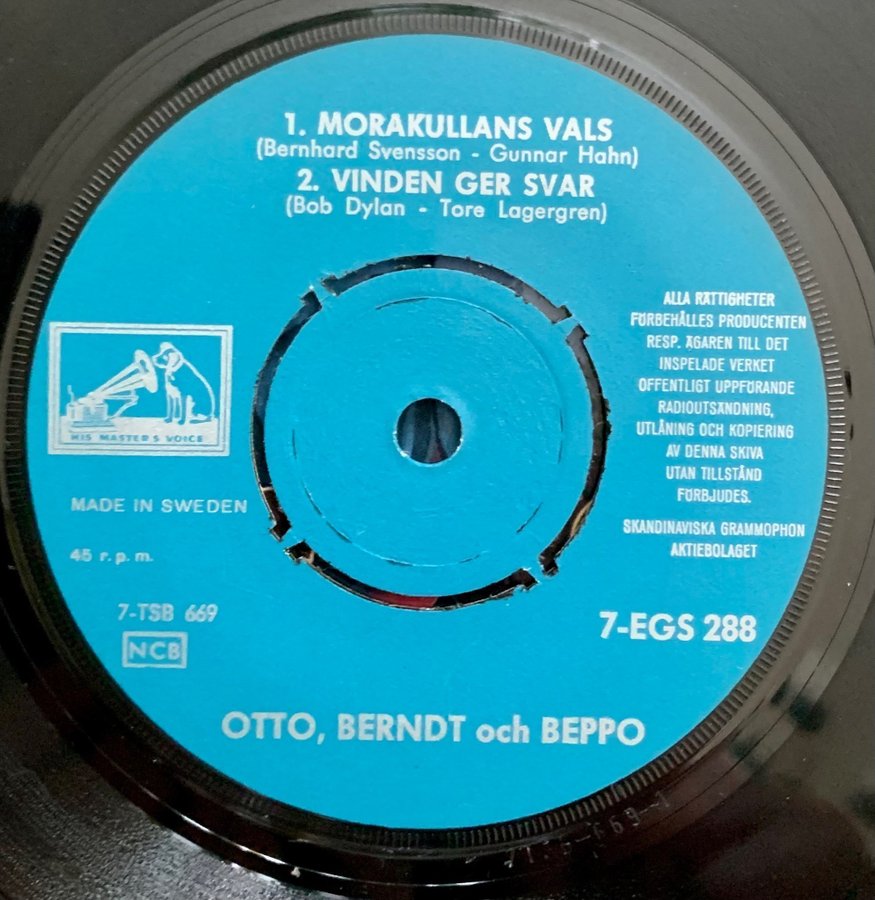 1. MORAKULLANS VALS
(Bernhard Svensson - Gunnar Hahn)
2. VINDEN GER SVAR
(Bob Dylan - Tore Lagergren)
HIS MASTER'S VOICE
MADE IN SWEDEN
45 r.p.m.
7-TSB 669
NCB
ALLA RÄTTIGHETER
FÖRBEHÅLLES PRODUCENTEN
RESP. ÄGAREN TILL DET
INSPELADE VERKET
OFFENTLIGT UPPFÖRANDE
RADIOUTSÄNDNING,
UTLÅNING OCH KOPIERING
AV DENNA SKIVA
UTAN TILLSTÅND
FÖRBJUDES.
SKANDINAVISKA GRAMMOPHON
AKTIEBOLAGET
7-EGS 288
OTTO, BERNDT och BEPPO